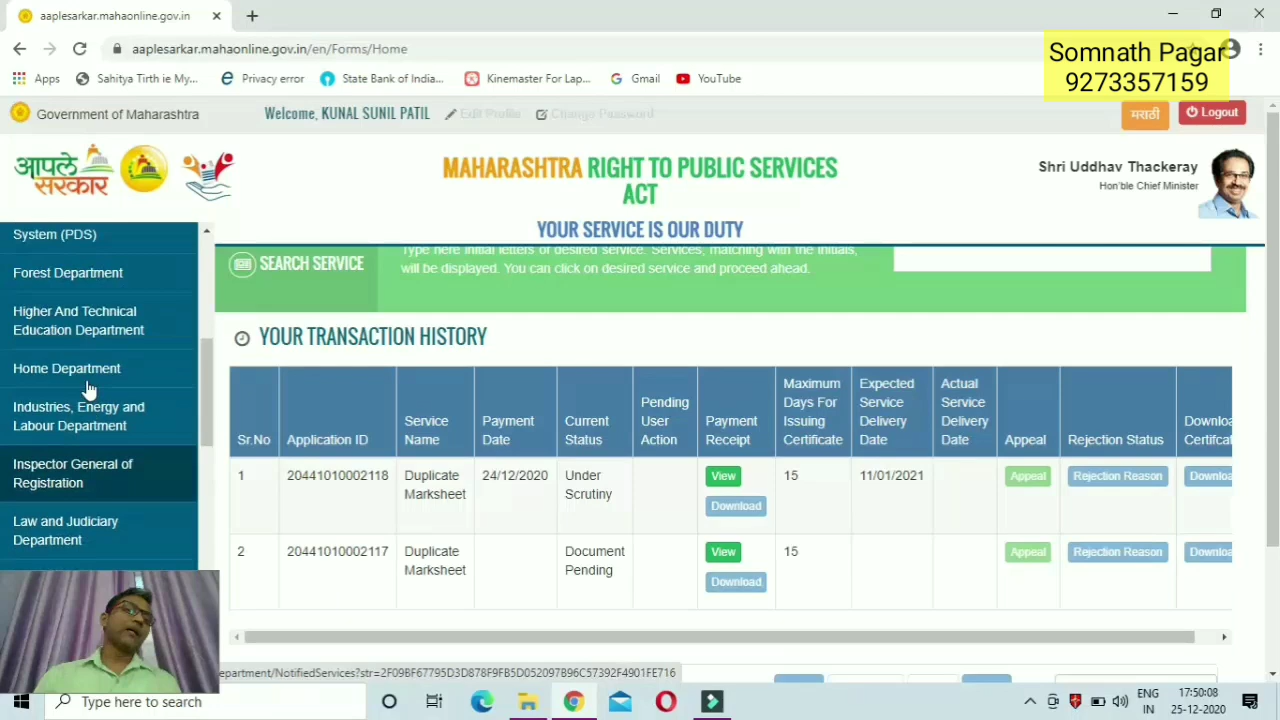 aaplesarkar.mahaonline.gov.in
aaplesarkar.mahaonline.gov.in/en/Forms/Home
Somnath Pagar
9273357159
Apps
Sahitya Tirth ie My...
Privacy error
State Bank of India...
Kinemaster For Lap...
Gmail
YouTube
Government of Maharashtra
Welcome, KUNAL SUNIL PATIL
Edit Profile
Change Password
मराठी
Logout
आपले
सरकार
MAHARASHTRA RIGHT TO PUBLIC SERVICES
ACT
YOUR SERVICE IS OUR DUTY
Shri Uddhav Thackeray
Hon'ble Chief Minister
System (PDS)
Forest Department
Higher And Technical
Education Department
Home Department
Industries, Energy and
Labour Department
Inspector General of
Registration
Law and Judiciary
Department
SEARCH SERVICE
Type here initial letters of desired service. Services, matching with the initials,
will be displayed. You can click on desired service and proceed ahead.
YOUR TRANSACTION HISTORY
Sr.No
Application ID
Service
Name
Payment
Date
Current
Status
Pending
User
Action
Payment
Receipt
Maximum
Days For
Issuing
Certificate
Expected
Service
Delivery
Date
Actual
Service
Delivery
Date
Appeal
Rejection Status
Downloa
Certifcat
1
20441010002118
Duplicate
Marksheet
24/12/2020
Under
Scrutiny
View
Download
15
11/01/2021
Appeal
Rejection Reason
Downloa
2
20441010002117
Duplicate
Marksheet
Document
Pending
View
Download
15
Appeal
Rejection Reason
Downloa
epartment/NotifiedServices?str=2F09BF67795D3D878F9FB5D052097B96C57392F4901FE716
Type here to search
ENG
IN
17:50:08
25-12-2020